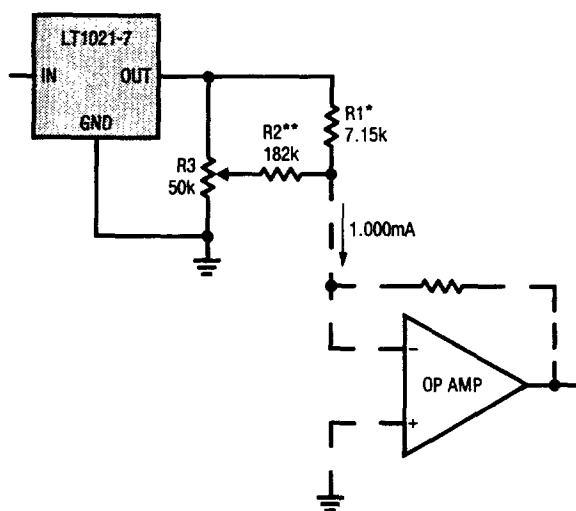 LT1021-7
IN
OUT
GND
R3
50k
R2**
182k
R1*
7.15k
1.000mA
–
OP AMP
+